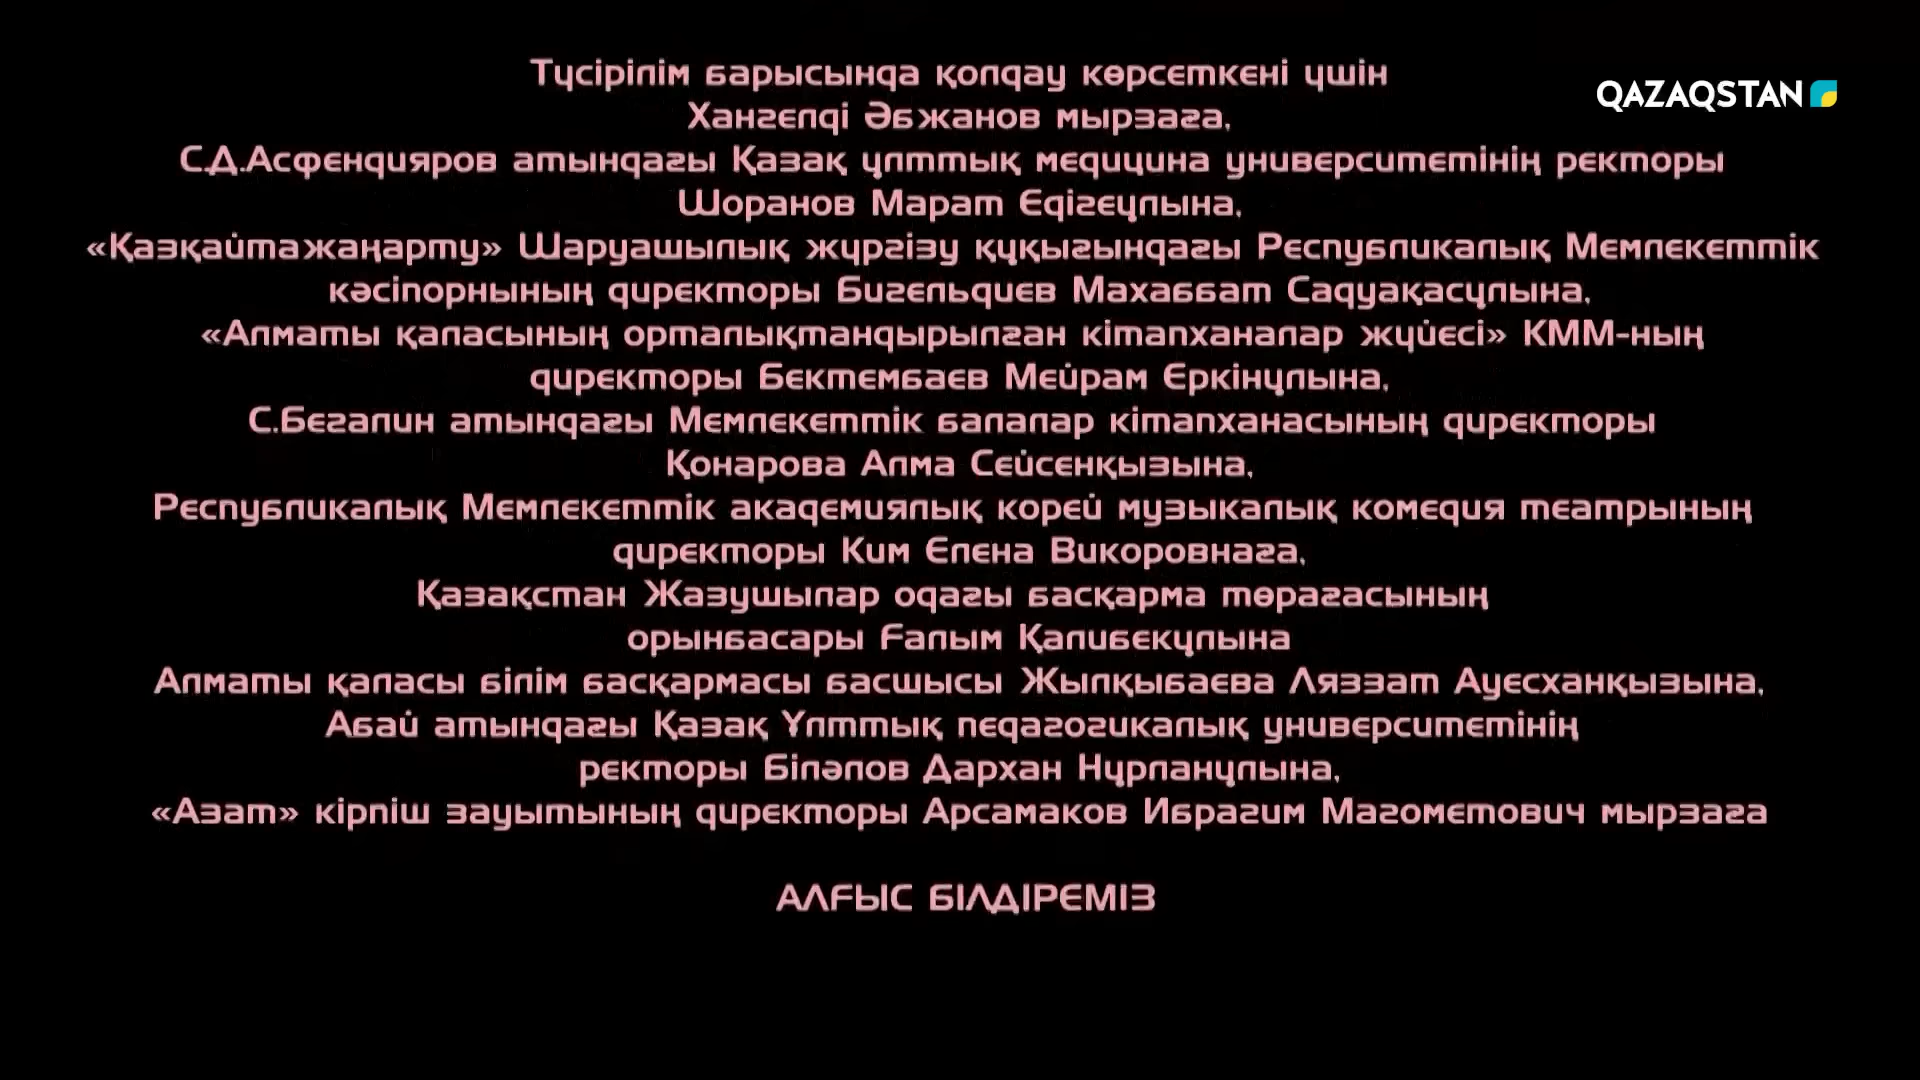 Түсірілім барысында қолдау көрсеткені үшін
QAZAQSTAN
Хангелді Әбжанов мырзаға,
С.Д.Асфендияров атындағы Қазақ ұлттық медицина университетінің ректоры
Шоранов Марат Едігеұлына,
«Қазқайтажаңарту» Шаруашылық жүргізу құқығындағы Республикалық Мемлекеттік
кәсіпорнының директоры Бигельдиев Махаббат Садуақасұлына,
«Алматы қаласының орталықтандырылған кітапханалар жүйесі» КММ-ның
директоры Бектембаев Мейрам Еркінұлына,
С.Бегалин атындағы Мемлекеттік балалар кітапханасының директоры
Қонарова Алма Сейсенқызына,
Республикалық Мемлекеттік академиялық корей музыкалық комедия театрының
директоры Ким Елена Викоровнаға,
Қазақстан Жазушылар одағы басқарма төрағасының
орынбасары Ғалым Қалибекұлына
Алматы қаласы білім басқармасы басшысы Жылқыбаева Ляззат Ауесханқызына,
Абай атындағы Қазақ Ұлттық педагогикалық университетінің
ректоры Біләлов Дархан Нұрланұлына,
«Азат» кірпіш зауытының директоры Арсамаков Ибрагим Магометович мырзаға
АЛҒЫС БІЛДІРЕМІЗ